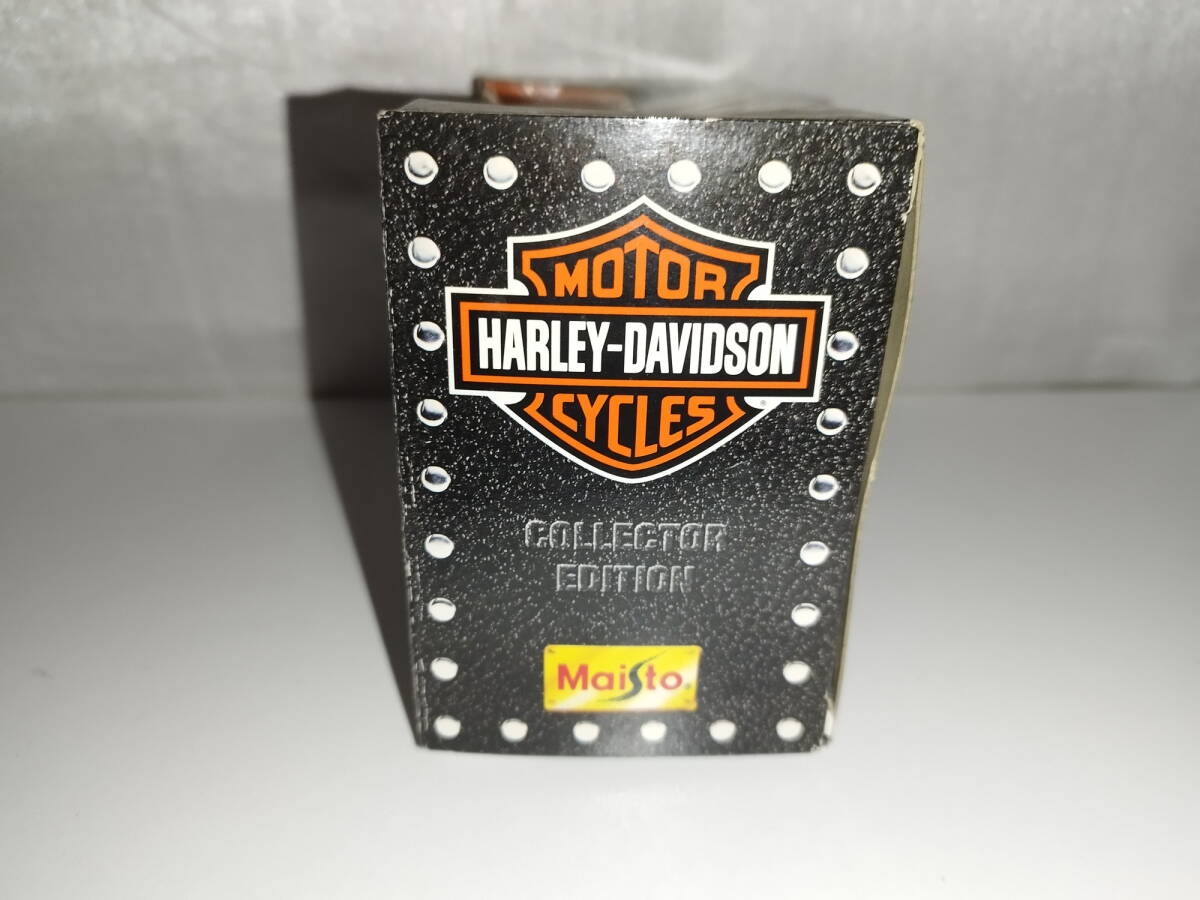 MOTOR
HARLEY-DAVIDSON
CYCLES
®
COLLECTOR
EDITION
Maisto®